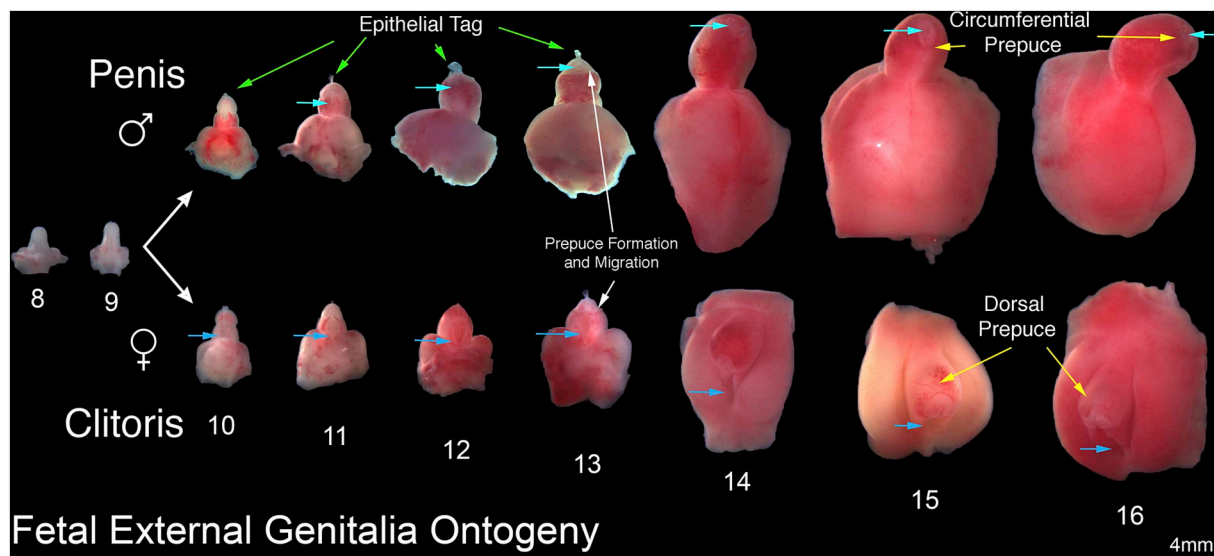 Epithelial Tag
Circumferential
Prepuce
Penis
♂
Prepuce Formation
and Migration
8
9
♀
Dorsal
Prepuce
Clitoris
10
11
12
13
14
15
16
Fetal External Genitalia Ontogeny
4mm